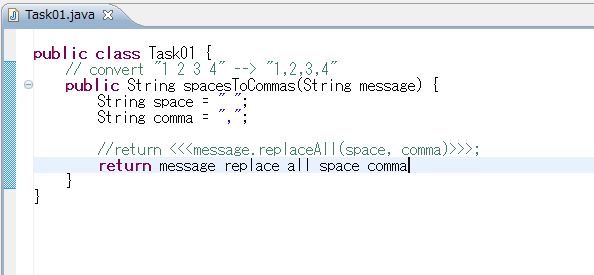 Task01.java
public class Task01 {
// convert "1 2 3 4" --> "1,2,3,4"
public String spacesToCommas(String message) {
String space = " ";
String comma = ",";
//return <<<message.replaceAll(space, comma)>>>;
return message replace all space comma
}
}